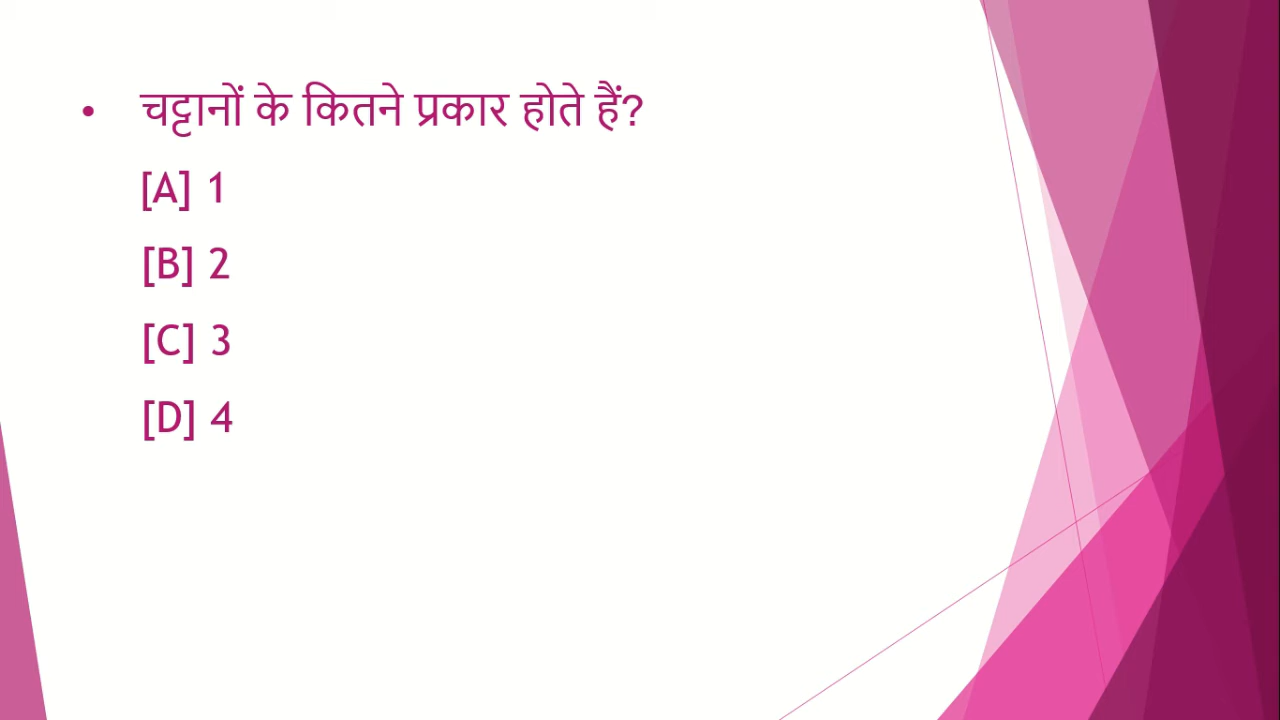 • चट्टानों के कितने प्रकार होते हैं?
[A] 1
[B] 2
[C] 3
[D] 4